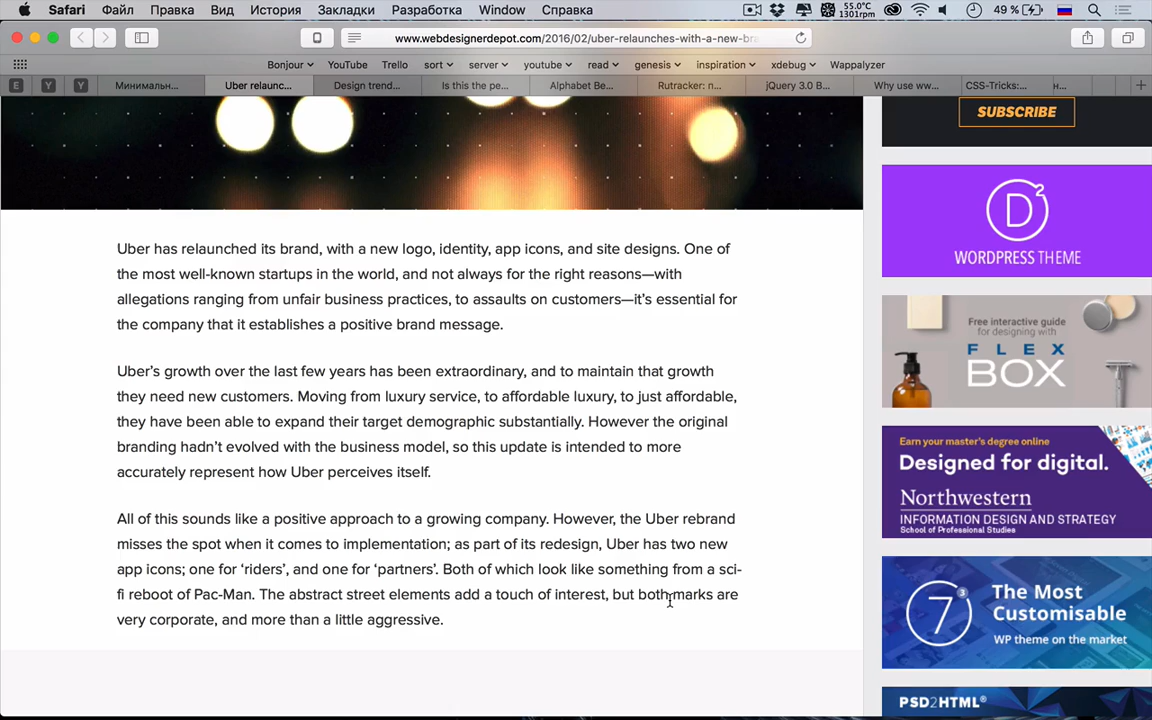 Safari Файл Правка Вид История Закладки Разработка Window Справка 55.0°C 1301rpm 49 %
www.webdesignerdepot.com/2016/02/uber-relaunches-with-a-new-bra
Bonjour YouTube Trello sort server youtube read genesis inspiration xdebug Wappalyzer
E Y Y Минимальн... Uber relaunc... Design trend... Is this the pe... Alphabet Be... Rutracker: п... jQuery 3.0 B... Why use ww... CSS-Tricks:... н...
SUBSCRIBE
D2
WORDPRESS THEME
Uber has relaunched its brand, with a new logo, identity, app icons, and site designs. One of
the most well-known startups in the world, and not always for the right reasons—with
allegations ranging from unfair business practices, to assaults on customers—it’s essential for
the company that it establishes a positive brand message.
Uber’s growth over the last few years has been extraordinary, and to maintain that growth
they need new customers. Moving from luxury service, to affordable luxury, to just affordable,
they have been able to expand their target demographic substantially. However the original
branding hadn’t evolved with the business model, so this update is intended to more
accurately represent how Uber perceives itself.
All of this sounds like a positive approach to a growing company. However, the Uber rebrand
misses the spot when it comes to implementation; as part of its redesign, Uber has two new
app icons; one for ‘riders’, and one for ‘partners’. Both of which look like something from a sci-
fi reboot of Pac-Man. The abstract street elements add a touch of interest, but both marks are
very corporate, and more than a little aggressive.
Free interactive guide
for designing with
FLEX
BOX
Earn your master’s degree online
Designed for digital.
Northwestern
INFORMATION DESIGN AND STRATEGY
School of Professional Studies
7 3
The Most
Customisable
WP theme on the market
PSD2HTML®